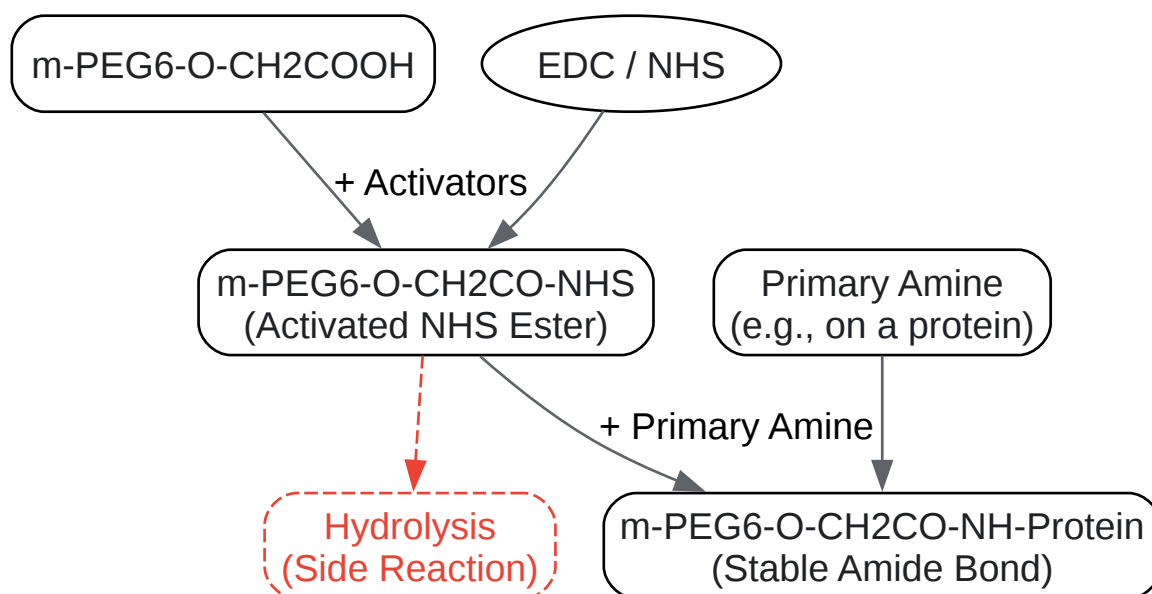 m-PEG6-O-CH2COOH
EDC / NHS
+ Activators
m-PEG6-O-CH2CO-NHS
(Activated NHS Ester)
Primary Amine
(e.g., on a protein)
+ Primary Amine
Hydrolysis
(Side Reaction)
m-PEG6-O-CH2CO-NH-Protein
(Stable Amide Bond)